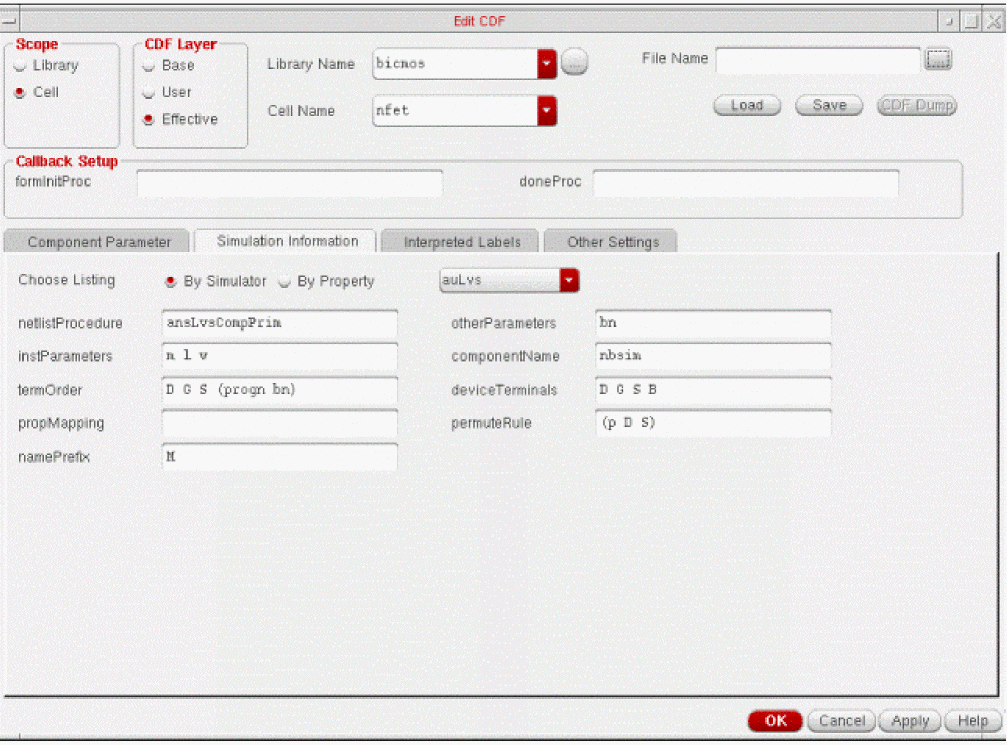 Edit CDF
Scope
CDF Layer
Library
Base
Library Name
bicmos
File Name
Cell
User
Cell Name
nfet
Load
Save
CDF Dump
Effective
Callback Setup
formInitProc
doneProc
Component Parameter
Simulation Information
Interpreted Labels
Other Settings
Choose Listing
By Simulator
By Property
auLvs
netlistProcedure
ansLvsCompPrim
otherParameters
bn
instParameters
m l w
componentName
nbsim
termOrder
D G S (progn bn)
deviceTerminals
D G S B
propMapping
permuteRule
(p D S)
namePrefix
M
OK
Cancel
Apply
Help